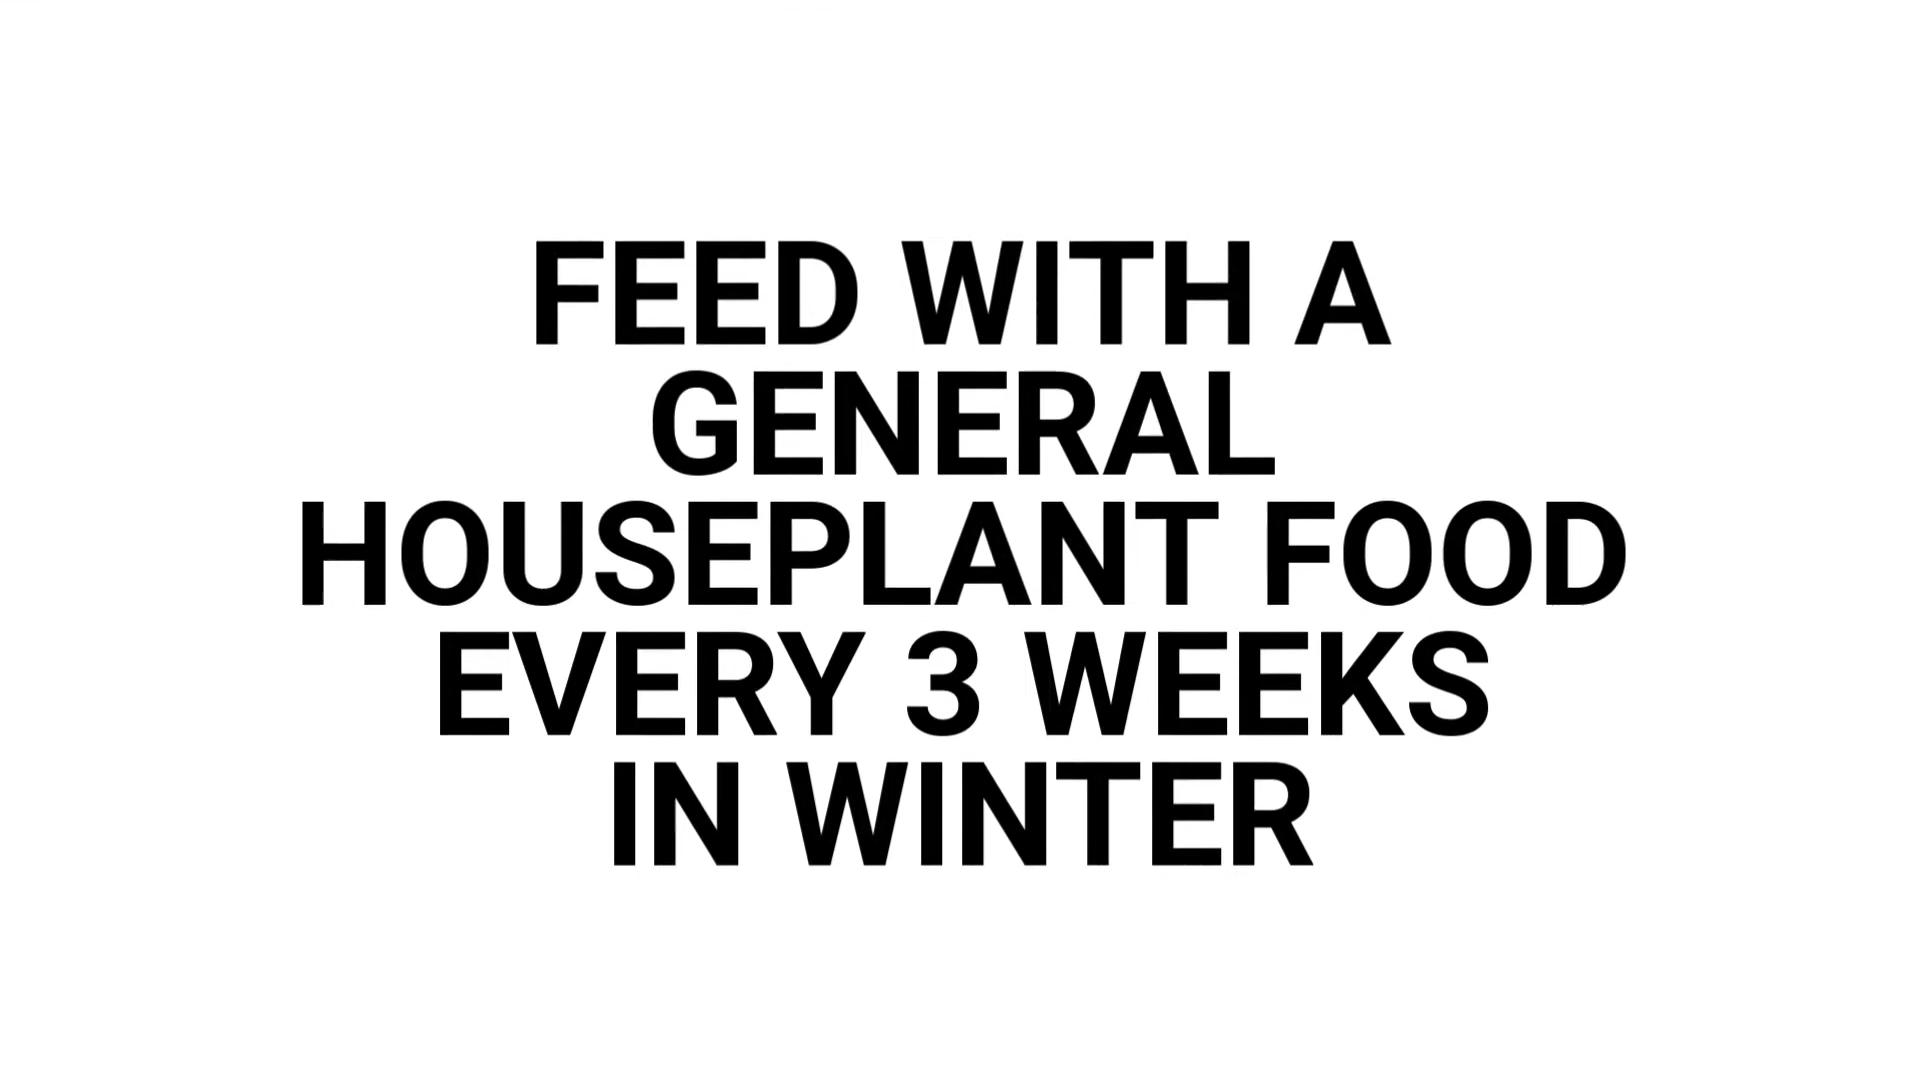 FEED WITH A
GENERAL
HOUSEPLANT FOOD
EVERY 3 WEEKS
IN WINTER